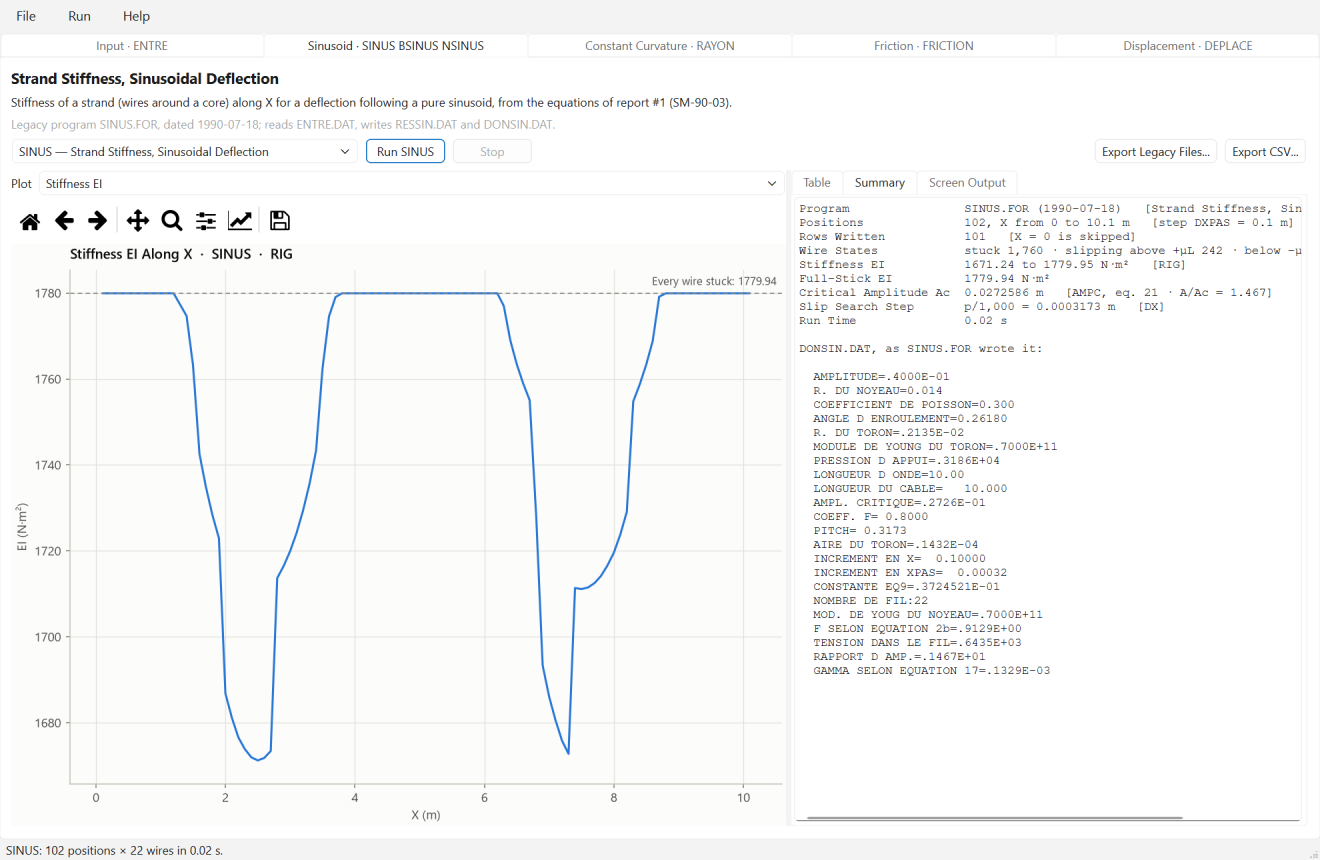 File Run Help
Input · ENTRE
Sinusoid · SINUS BSINUS NSINUS
Constant Curvature · RAYON
Friction · FRICTION
Displacement · DEPLACE
Strand Stiffness, Sinusoidal Deflection
Stiffness of a strand (wires around a core) along X for a deflection following a pure sinusoid, from the equations of report #1 (SM-90-03).
Legacy program SINUS.FOR, dated 1990-07-18; reads ENTRE.DAT, writes RESSIN.DAT and DONSIN.DAT.
SINUS — Strand Stiffness, Sinusoidal Deflection
Run SINUS
Stop
Export Legacy Files...
Export CSV...
Plot Stiffness EI
Stiffness EI Along X · SINUS · RIG
Every wire stuck: 1779.94
1780
1760
1740
1720
1700
1680
EI (N·m²)
0 2 4 6 8 10
X (m)
Table Summary Screen Output
Program SINUS.FOR (1990-07-18) [Strand Stiffness, Sin
Positions 102, X from 0 to 10.1 m [step DXPAS = 0.1 m]
Rows Written 101 [X = 0 is skipped]
Wire States stuck 1,760 · slipping above +µL 242 · below -µ
Stiffness EI 1671.24 to 1779.95 N·m² [RIG]
Full-Stick EI 1779.94 N·m²
Critical Amplitude Ac 0.0272586 m [AMPC, eq. 21 · A/Ac = 1.467]
Slip Search Step p/1,000 = 0.0003173 m [DX]
Run Time 0.02 s
DONSIN.DAT, as SINUS.FOR wrote it:
AMPLITUDE=.4000E-01
R. DU NOYEAU=0.014
COEFFICIENT DE POISSON=0.300
ANGLE D ENROULEMENT=0.26180
R. DU TORON=.2135E-02
MODULE DE YOUNG DU TORON=.7000E+11
PRESSION D APPUI=.3186E+04
LONGUEUR D ONDE=10.00
LONGUEUR DU CABLE= 10.000
AMPL. CRITIQUE=.2726E-01
COEFF. F= 0.8000
PITCH= 0.3173
AIRE DU TORON=.1432E-04
INCREMENT EN X= 0.10000
INCREMENT EN XPAS= 0.00032
CONSTANTE EQ9=.3724521E-01
NOMBRE DE FIL:22
MOD. DE YOUG DU NOYEAU=.7000E+11
F SELON EQUATION 2b=.9129E+00
TENSION DANS LE FIL=.6435E+03
RAPPORT D AMP.=.1467E+01
GAMMA SELON EQUATION 17=.1329E-03
SINUS: 102 positions × 22 wires in 0.02 s.